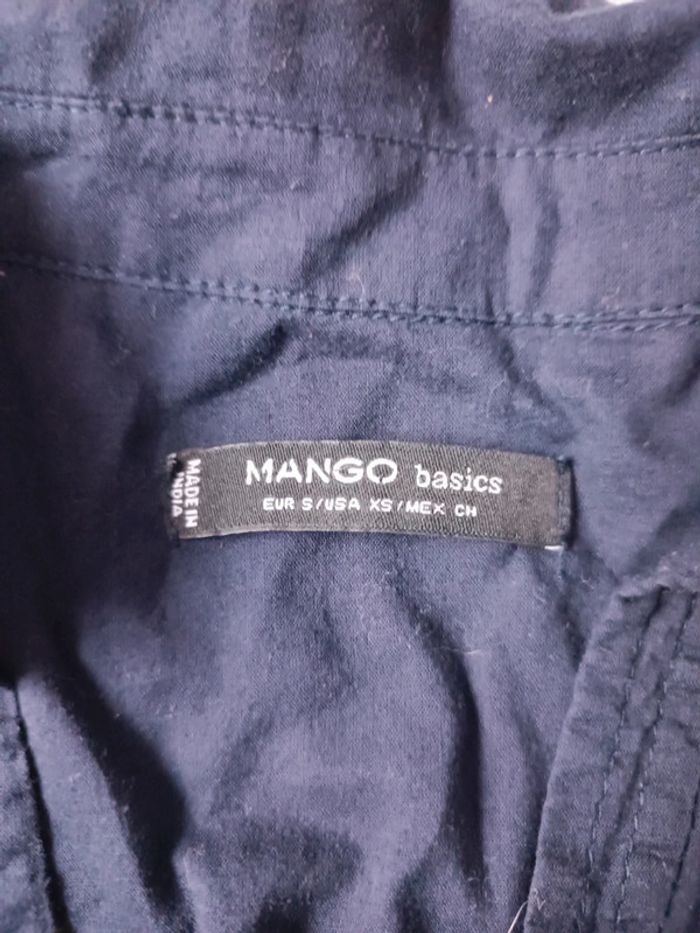 MANGO basics
EUR S/USA XS/MEX CH
MADE IN
INDIA